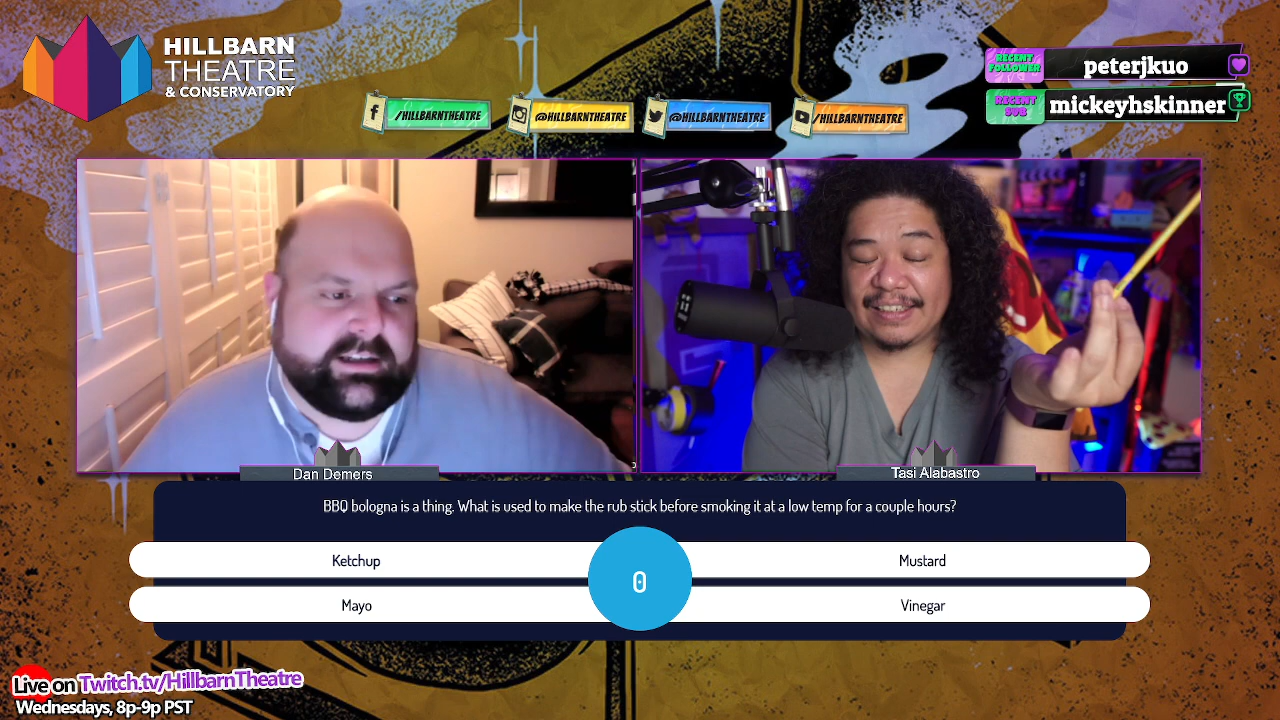 HILLBARN
THEATRE
& CONSERVATORY
/HILLBARNTHEATRE
@HILLBARNTHEATRE
@HILLBARNTHEATRE
/HILLBARNTHEATRE
RECENT
FOLLOWER
peterjkuo
RECENT
SUB
mickeyhskinner
Dan Demers
Tasi Alabastro
BBQ bologna is a thing. What is used to make the rub stick before smoking it at a low temp for a couple hours?
Ketchup
Mustard
0
Mayo
Vinegar
Live on Twitch.tv/HillbarnTheatre
Wednesdays, 8p-9p PST